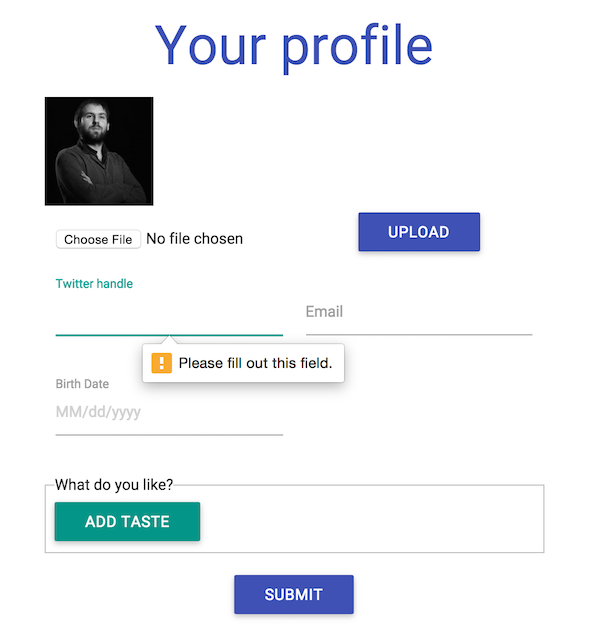 Your profile
Choose File No file chosen
UPLOAD
Twitter handle
Email
Please fill out this field.
Birth Date
MM/dd/yyyy
What do you like?
ADD TASTE
SUBMIT